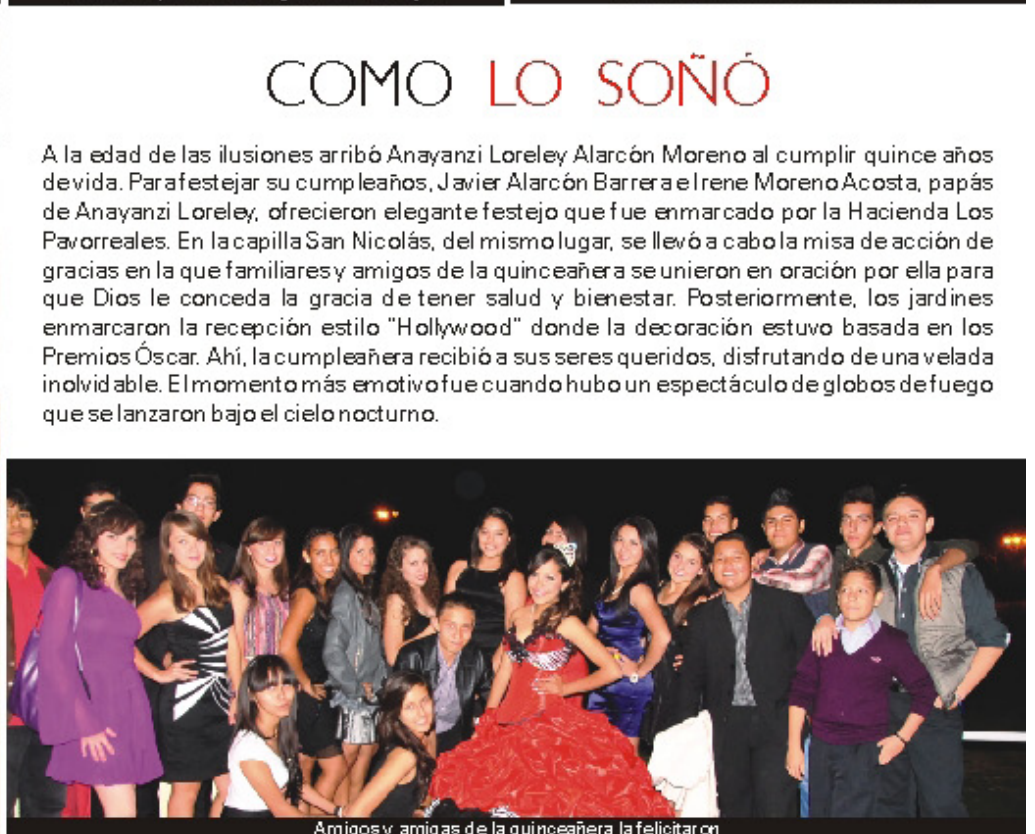 COMO LO SOÑÓ
A la edad de las ilusiones arribó Anayanzi Loreley Alarcón Moreno al cumplir quince años
de vida. Para festejar su cumpleaños, Javier Alarcón Barrera e Irene Moreno Acosta, papás
de Anayanzi Loreley, ofrecieron elegante festejo que fue enmarcado por la Hacienda Los
Pavorreales. En la capilla San Nicolás, del mismo lugar, se llevó a cabo la misa de acción de
gracias en la que familiares y amigos de la quinceañera se unieron en oración por ella para
que Dios le conceda la gracia de tener salud y bienestar. Posteriormente, los jardines
enmarcaron la recepción estilo "Hollywood" donde la decoración estuvo basada en los
Premios Óscar. Ahí, la cumpleañera recibió a sus seres queridos, disfrutando de una velada
inolvidable. El momento más emotivo fue cuando hubo un espectáculo de globos de fuego
que se lanzaron bajo el cielo nocturno.
Amigos y amigas de la quinceañera la felicitaron